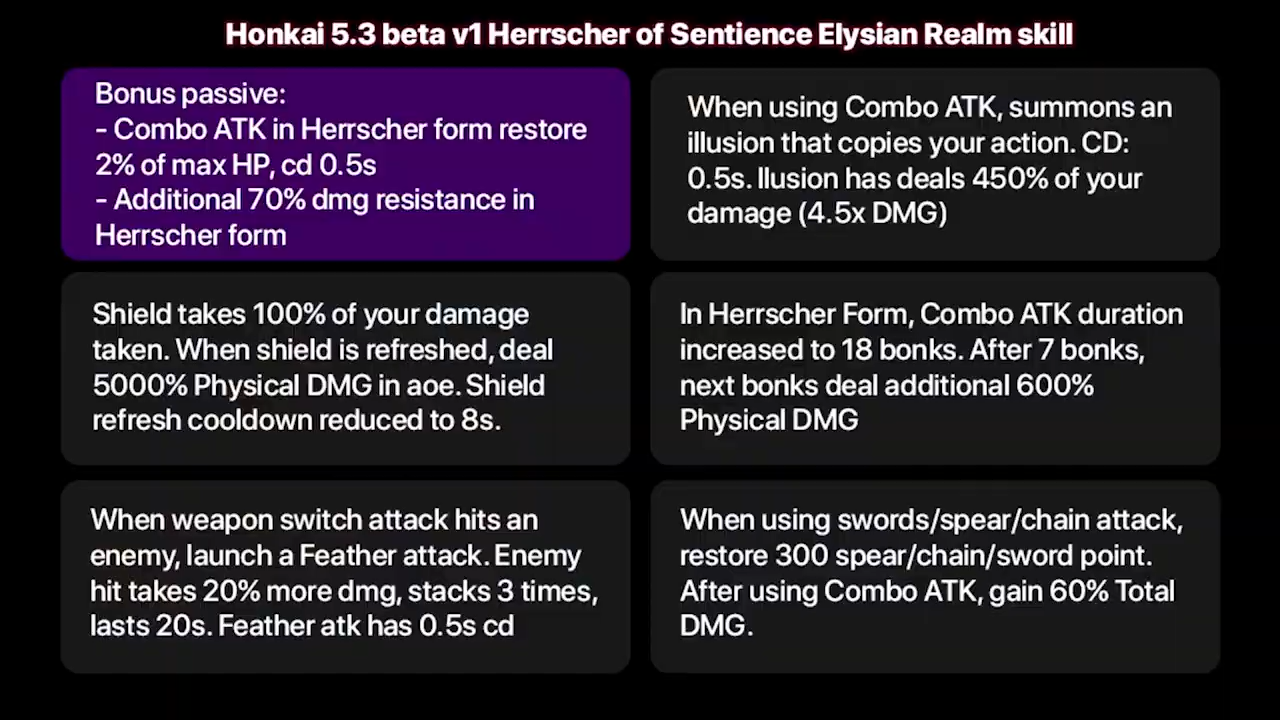 Honkai 5.3 beta v1 Herrscher of Sentience Elysian Realm skill
Bonus passive:
- Combo ATK in Herrscher form restore
2% of max HP, cd 0.5s
- Additional 70% dmg resistance in
Herrscher form
When using Combo ATK, summons an
illusion that copies your action. CD:
0.5s. Ilusion has deals 450% of your
damage (4.5x DMG)
Shield takes 100% of your damage
taken. When shield is refreshed, deal
5000% Physical DMG in aoe. Shield
refresh cooldown reduced to 8s.
In Herrscher Form, Combo ATK duration
increased to 18 bonks. After 7 bonks,
next bonks deal additional 600%
Physical DMG
When weapon switch attack hits an
enemy, launch a Feather attack. Enemy
hit takes 20% more dmg, stacks 3 times,
lasts 20s. Feather atk has 0.5s cd
When using swords/spear/chain attack,
restore 300 spear/chain/sword point.
After using Combo ATK, gain 60% Total
DMG.